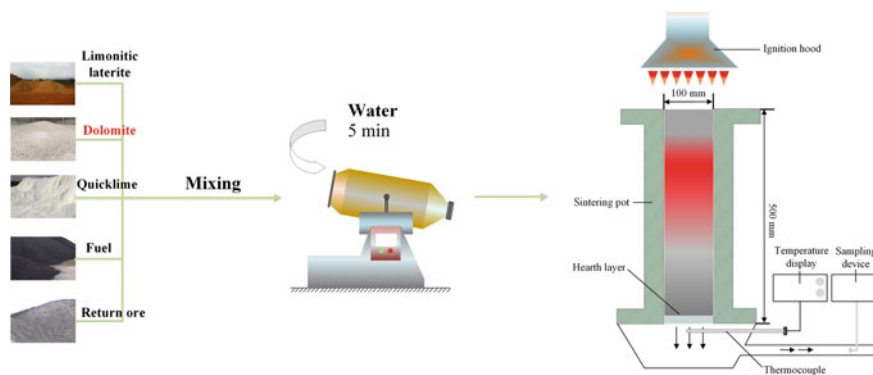 Limonitic
laterite
Dolomite
Quicklime
Fuel
Return ore
Mixing
Water
5 min
Ignition hood
100 mm
Sintering pot
500 mm
Hearth layer
Temperature
display
Sampling
device
Thermocouple